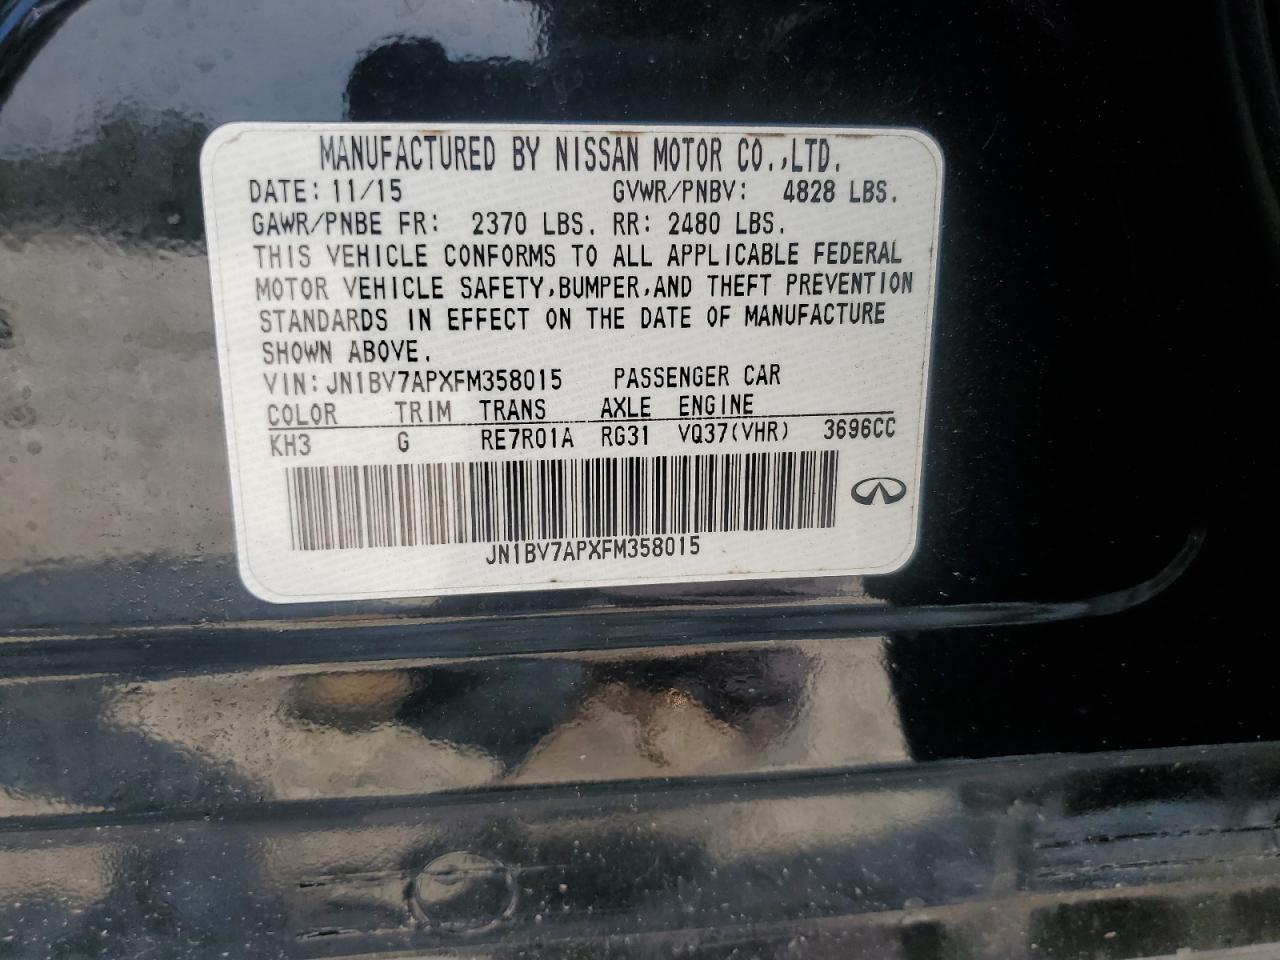 MANUFACTURED BY NISSAN MOTOR CO.,LTD.
DATE: 11/15 GVWR/PNBV: 4828 LBS.
GAWR/PNBE FR: 2370 LBS. RR: 2480 LBS.
THIS VEHICLE CONFORMS TO ALL APPLICABLE FEDERAL
MOTOR VEHICLE SAFETY,BUMPER,AND THEFT PREVENTION
STANDARDS IN EFFECT ON THE DATE OF MANUFACTURE
SHOWN ABOVE.
VIN:JN1BV7APXFM358015 PASSENGER CAR
COLOR TRIM TRANS AXLE ENGINE
KH3 G RE7R01A RG31 VQ37(VHR) 3696CC
JN1BV7APXFM358015